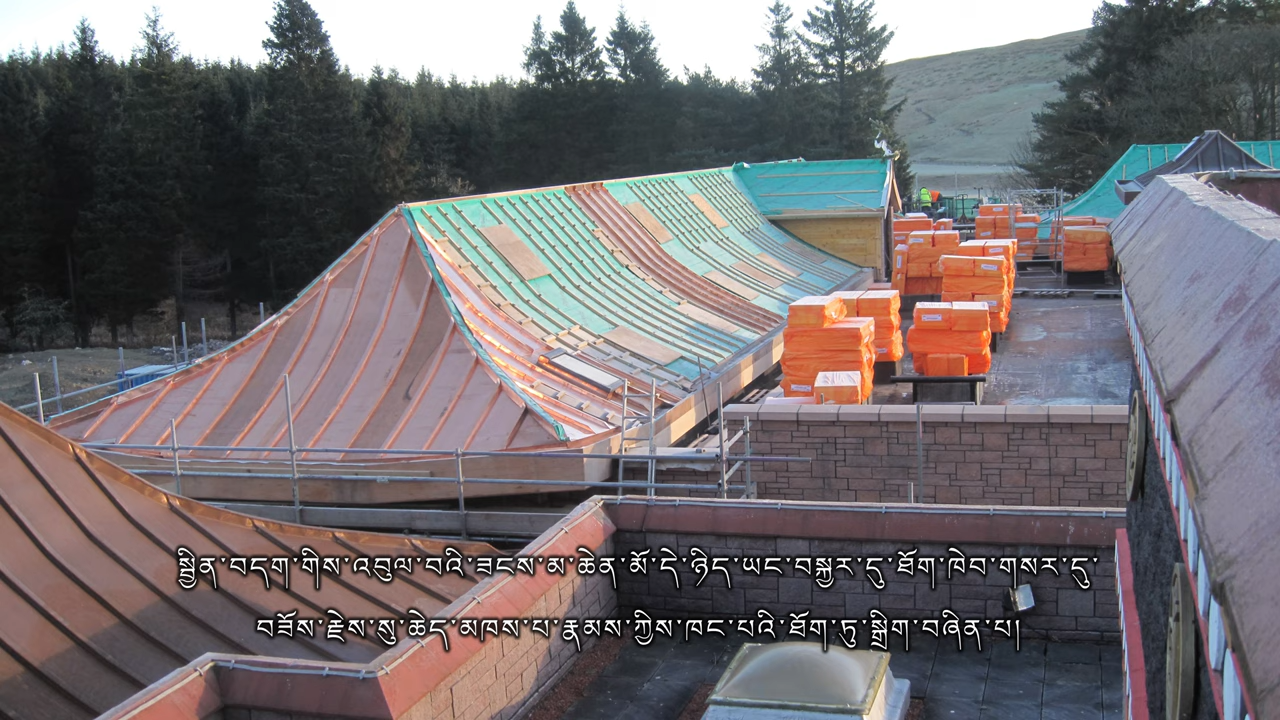 སྦྱིན་བདག་གིས་འབུལ་བའི་ཟངས་མ་ཆེན་མོ་དེ་ཉིད་ཡང་བསྐྱར་དུ་ཐོག་ཁེབ་གསར་དུ་
བཟོས་རྗེས་སུ་ཆེད་མཁས་པ་རྣམས་ཀྱིས་ཁང་པའི་ཐོག་ཏུ་སྒྲིག་བཞིན་པ།